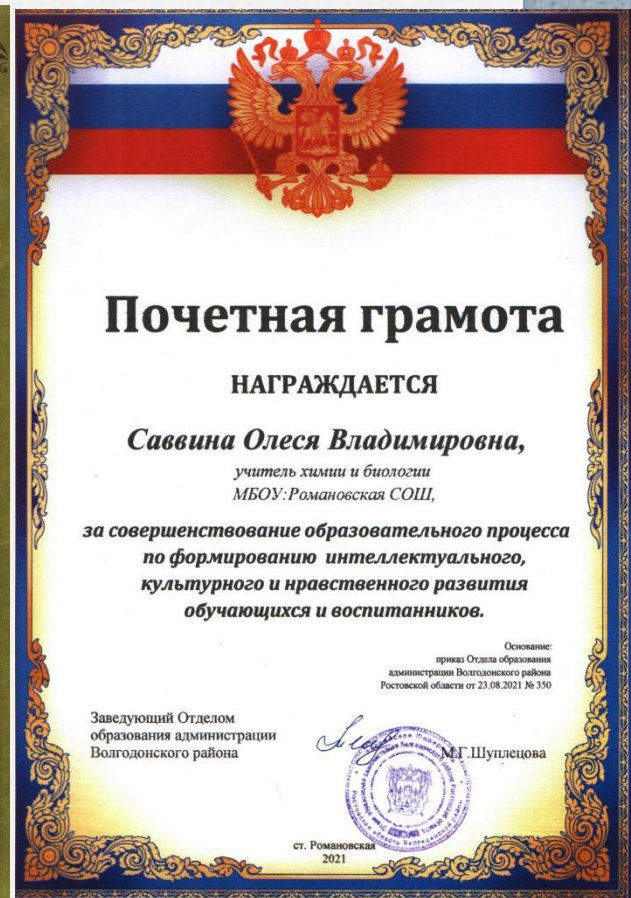 Почетная грамота
НАГРАЖДАЕТСЯ
Саввина Олеся Владимировна,
учитель химии и биологии
МБОУ:Романовская СОШ,
за совершенствование образовательного процесса
по формированию интеллектуального,
культурного и нравственного развития
обучающихся и воспитанников.
Основание:
приказ Отдела образования
администрации Волгодонского района
Ростовской области от 23.08.2021 № 350
Заведующий Отделом
образования администрации
Волгодонского района
М.Г.Шуплецова
ст. Романовская
2021